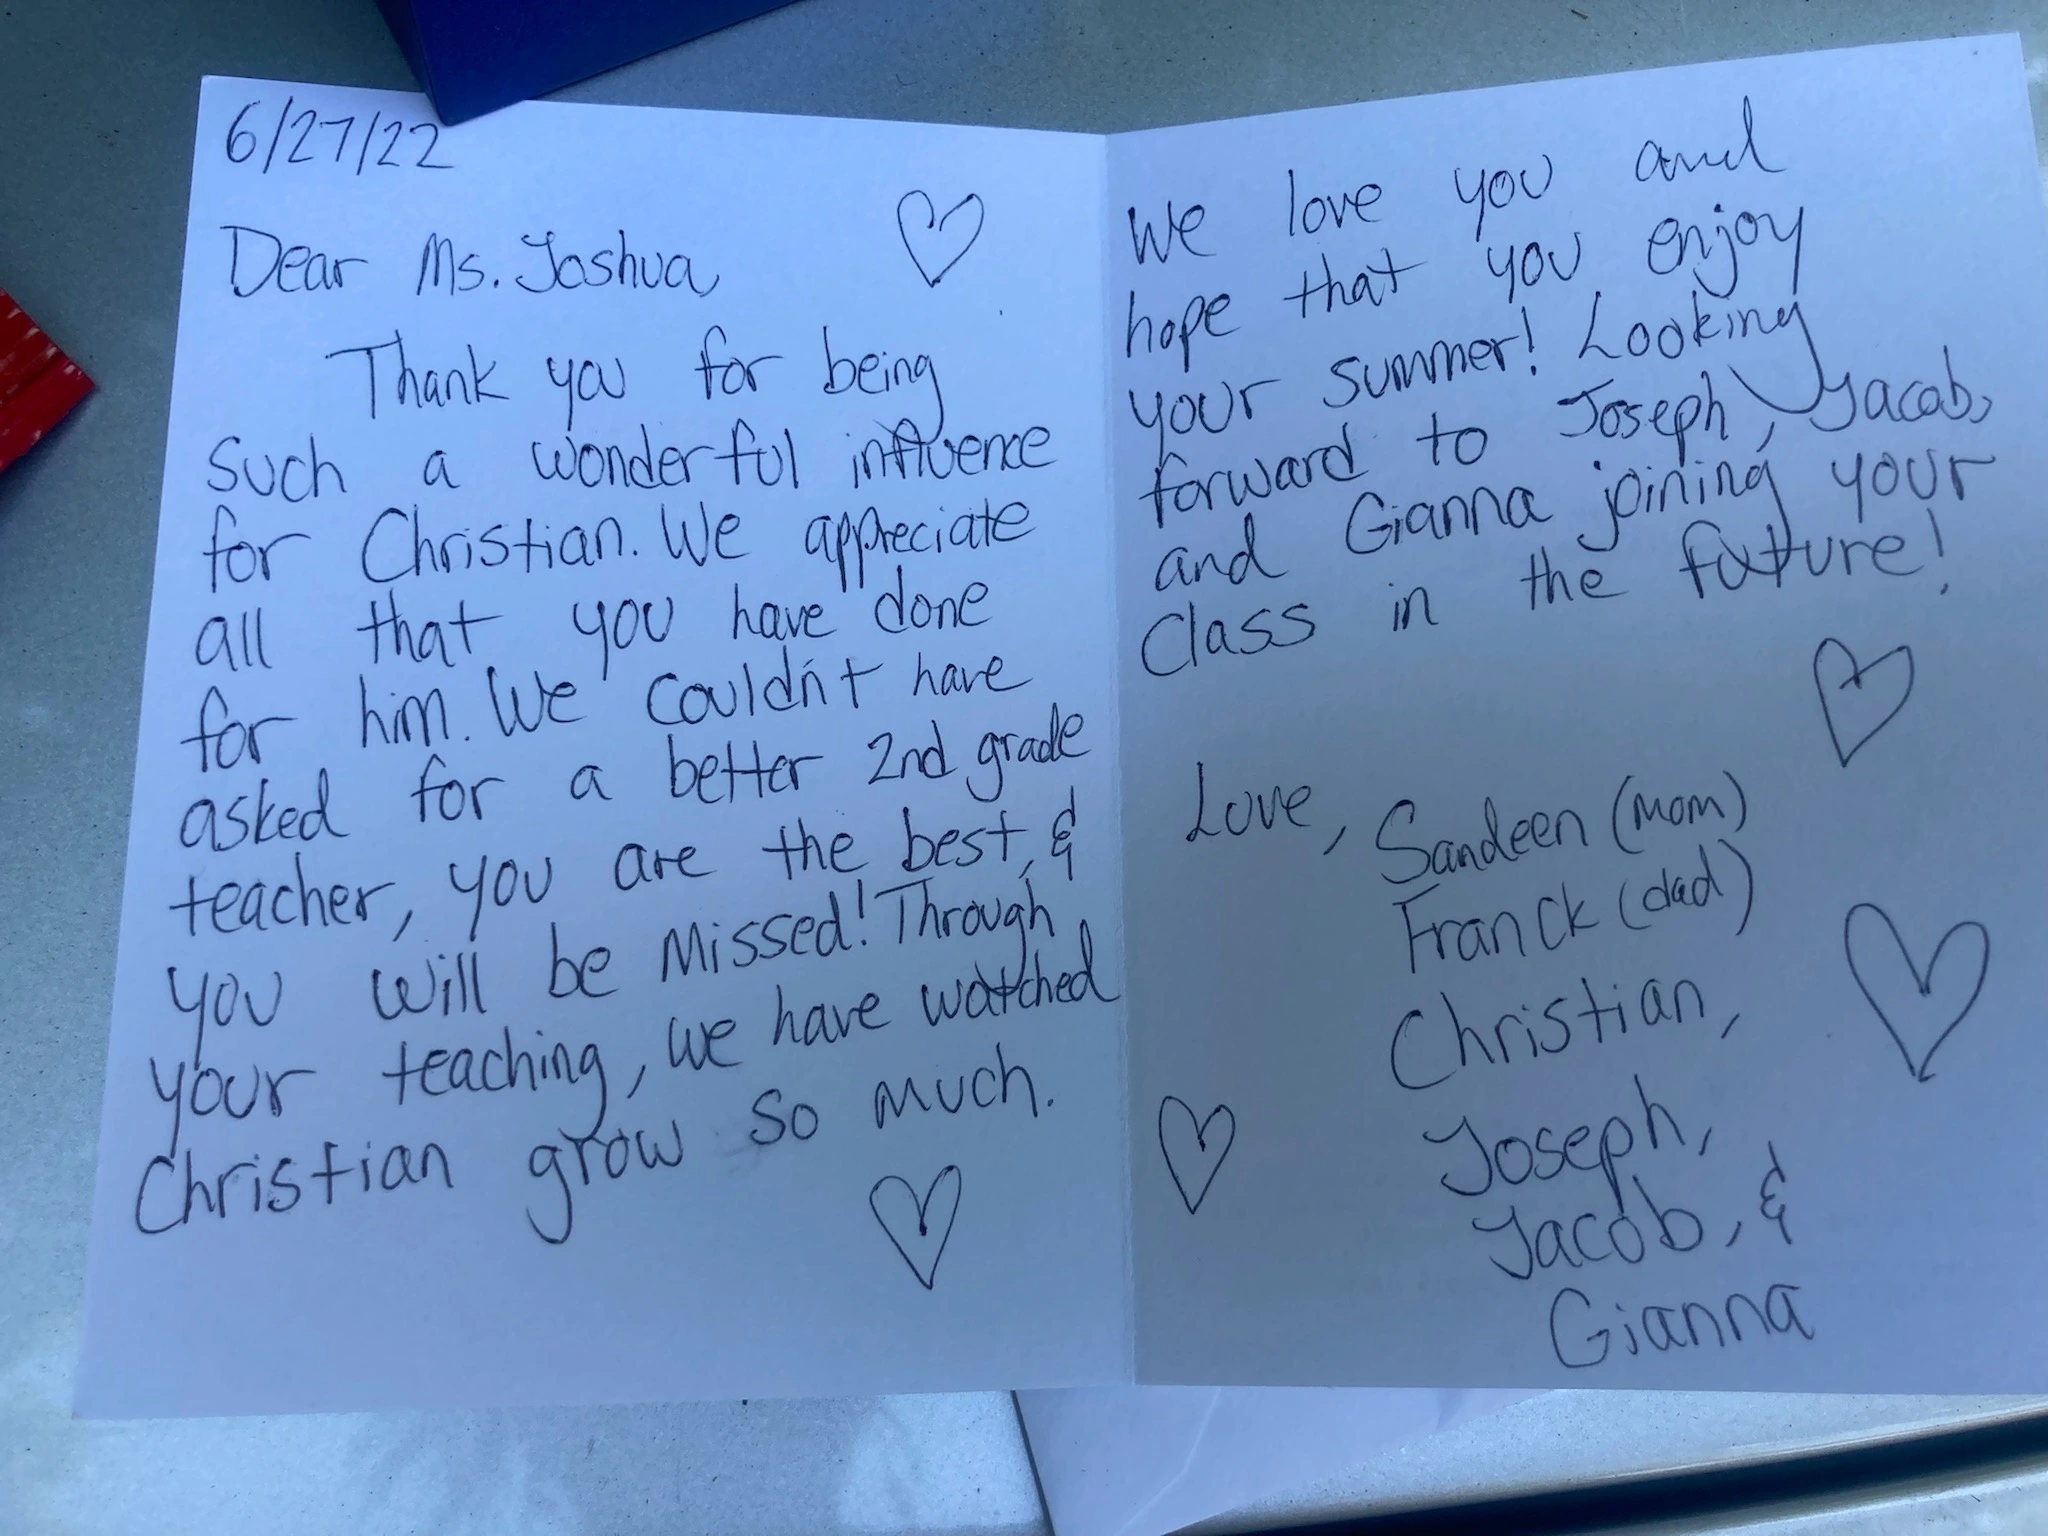 6/27/22
Dear Ms. Joshua,
Thank you for being
such a wonderful influence
for Christian. We appreciate
all that you have done
for him. We couldn't have
asked for a better 2nd grade
teacher, you are the best, &
you will be missed! Through
your teaching, we have watched
Christian grow so much.
We love you and
hope that you enjoy
your summer! Looking
forward to Joseph, Jacob,
and Gianna joining your
class in the future!
Love, Sandeen (mom)
Franck (dad)
Christian,
Joseph,
Jacob, &
Gianna